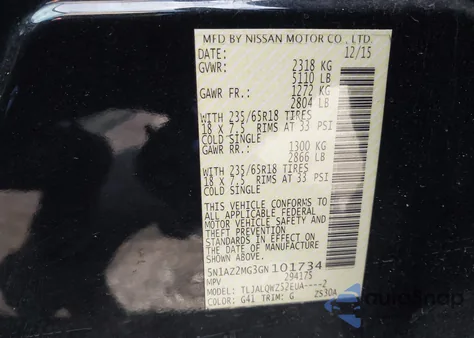 MFD BY NISSAN MOTOR CO., LTD.
DATE: 12/15
GVWR: 2318 KG
5110 LB
GAWR FR.: 1272 KG
2804 LB
WITH 235/65R18 TIRES
18 X 7.5 RIMS AT 33 PSI
COLD SINGLE
GAWR RR.: 1300 KG
2866 LB
WITH 235/65R18 TIRES
18 X 7.5 RIMS AT 33 PSI
COLD SINGLE
THIS VEHICLE CONFORMS TO
ALL APPLICABLE FEDERAL
MOTOR VEHICLE SAFETY AND
THEFT PREVENTION
STANDARDS IN EFFECT ON THE
DATE OF MANUFACTURE
SHOWN ABOVE.
5N1AZ2MG3GN101734
MPV 294175
MODEL: TLJALQWZ52EUA----2
COLOR: G41 TRIM: G 2S30A